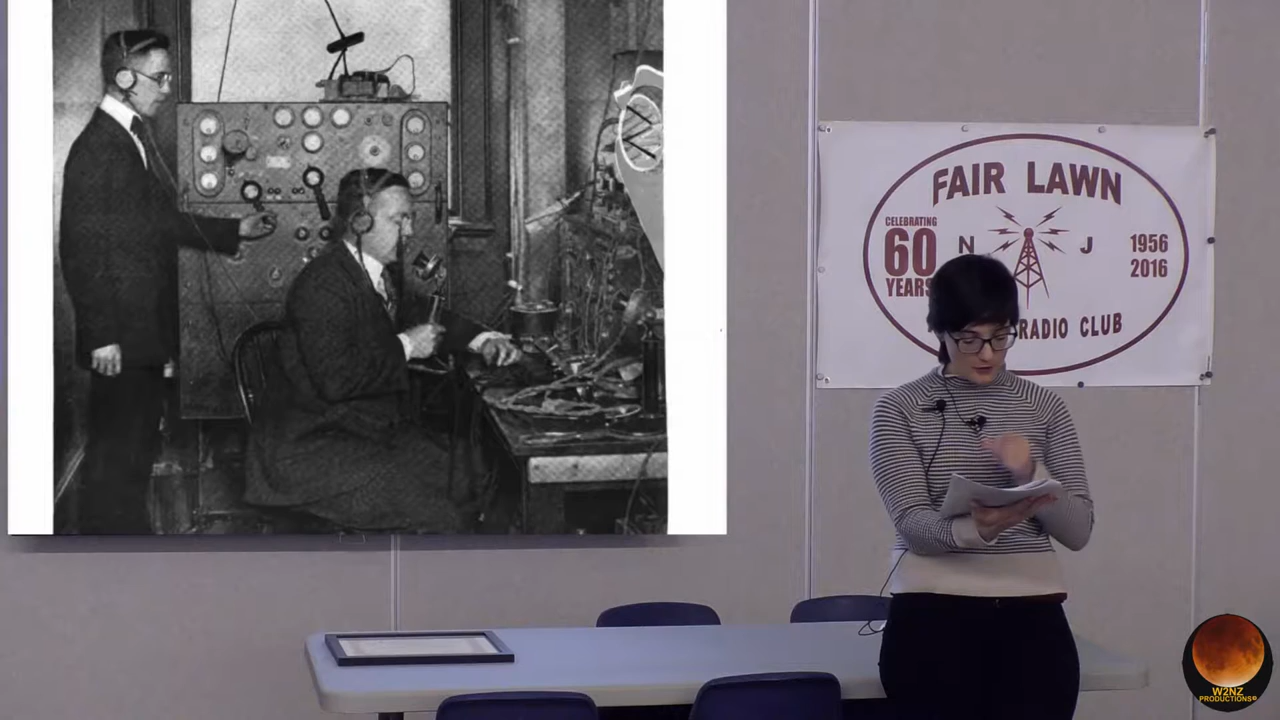 FAIR LAWN
CELEBRATING
60
YEARS
N J
1956
2016
RADIO CLUB
W2NZ
PRODUCTIONS